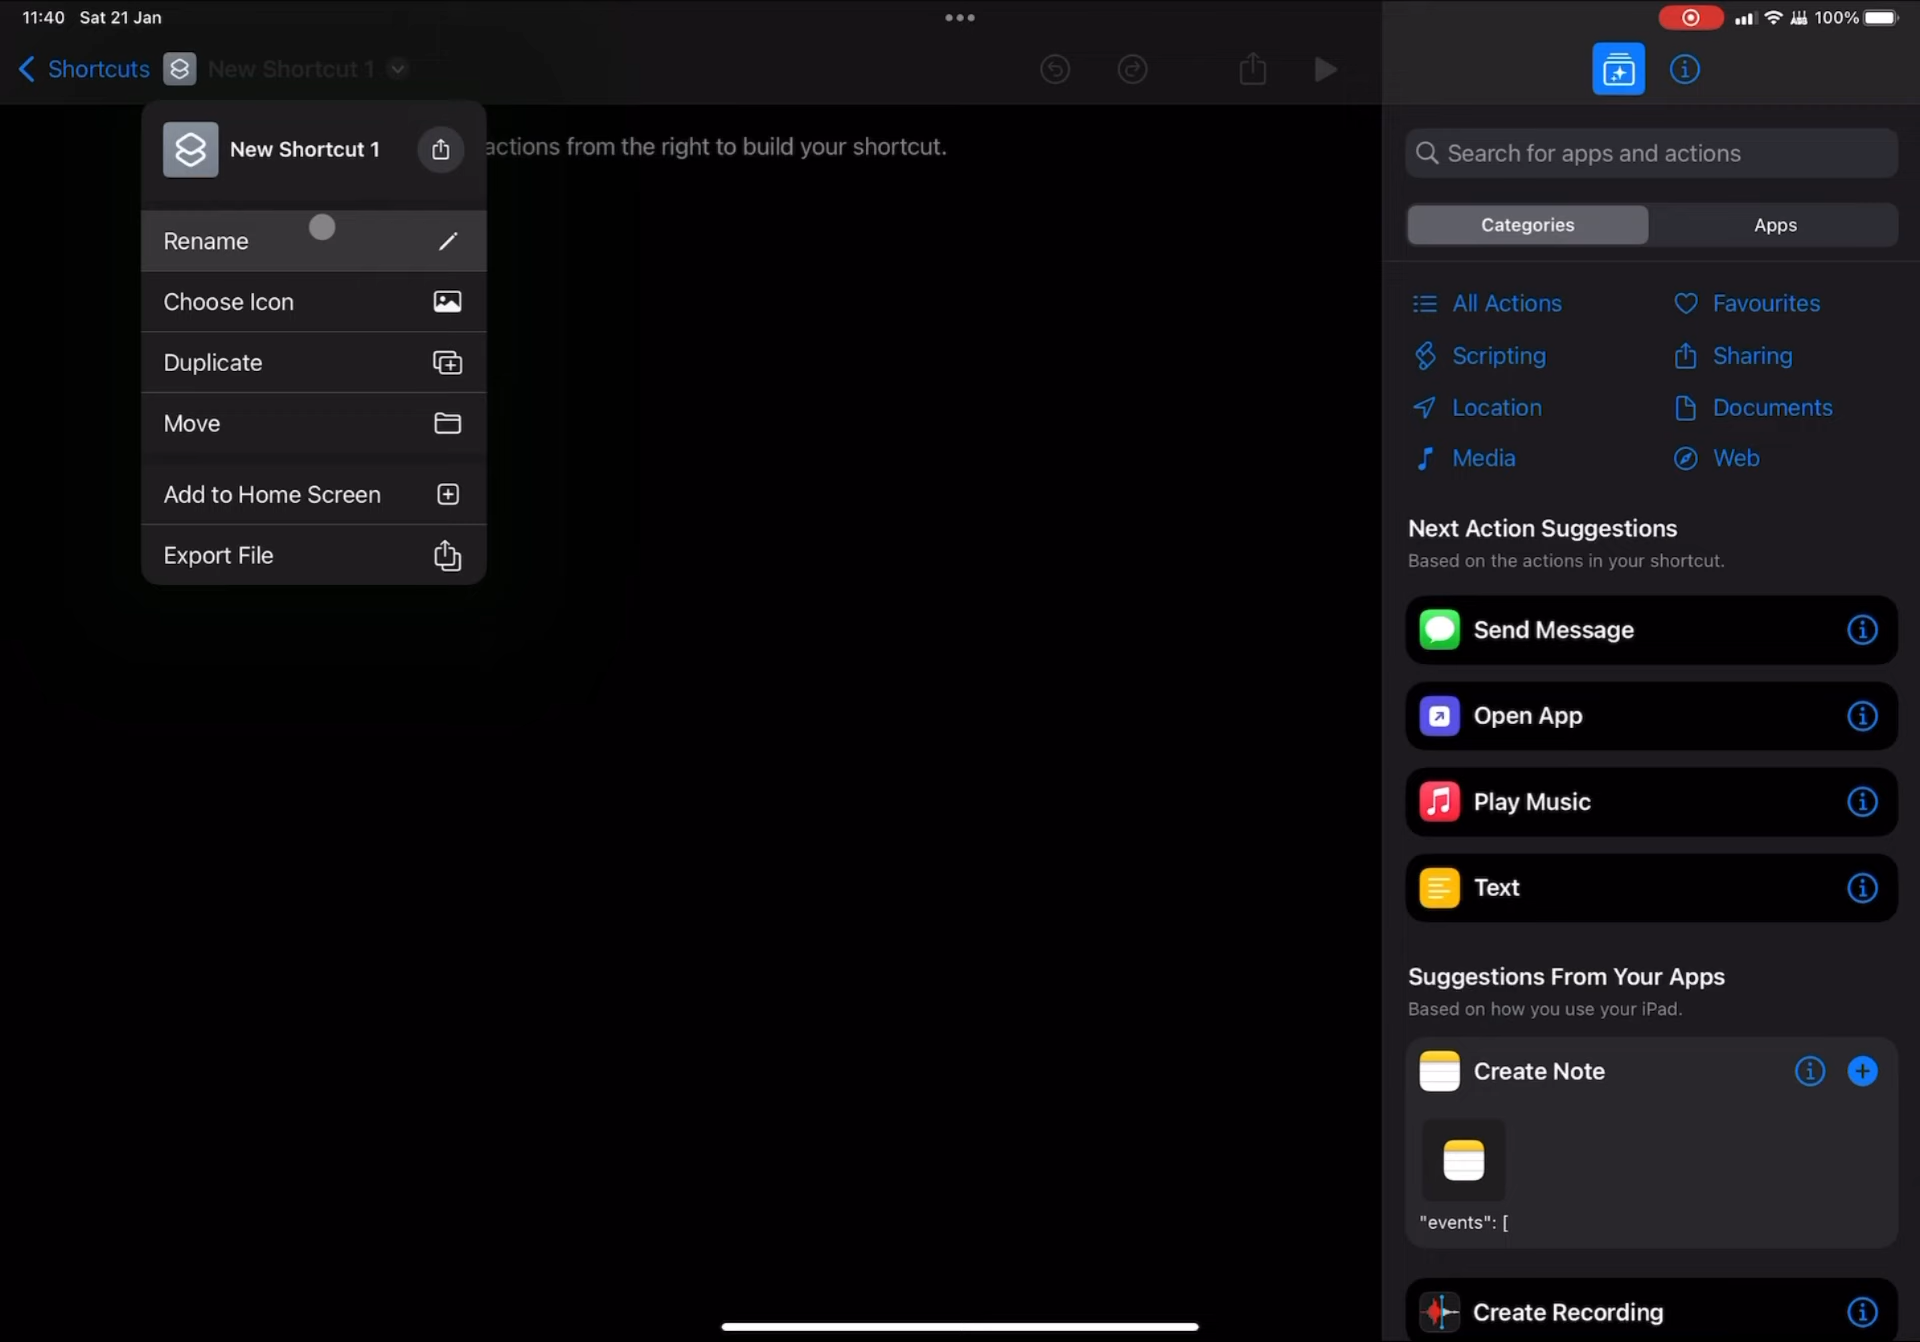 11:40 Sat 21 Jan
100%
Shortcuts New Shortcut 1
New Shortcut 1
actions from the right to build your shortcut.
Rename
Choose Icon
Duplicate
Move
Add to Home Screen
Export File
Search for apps and actions
Categories Apps
All Actions Favourites
Scripting Sharing
Location Documents
Media Web
Next Action Suggestions
Based on the actions in your shortcut.
Send Message
Open App
Play Music
Text
Suggestions From Your Apps
Based on how you use your iPad.
Create Note
"events": [
Create Recording